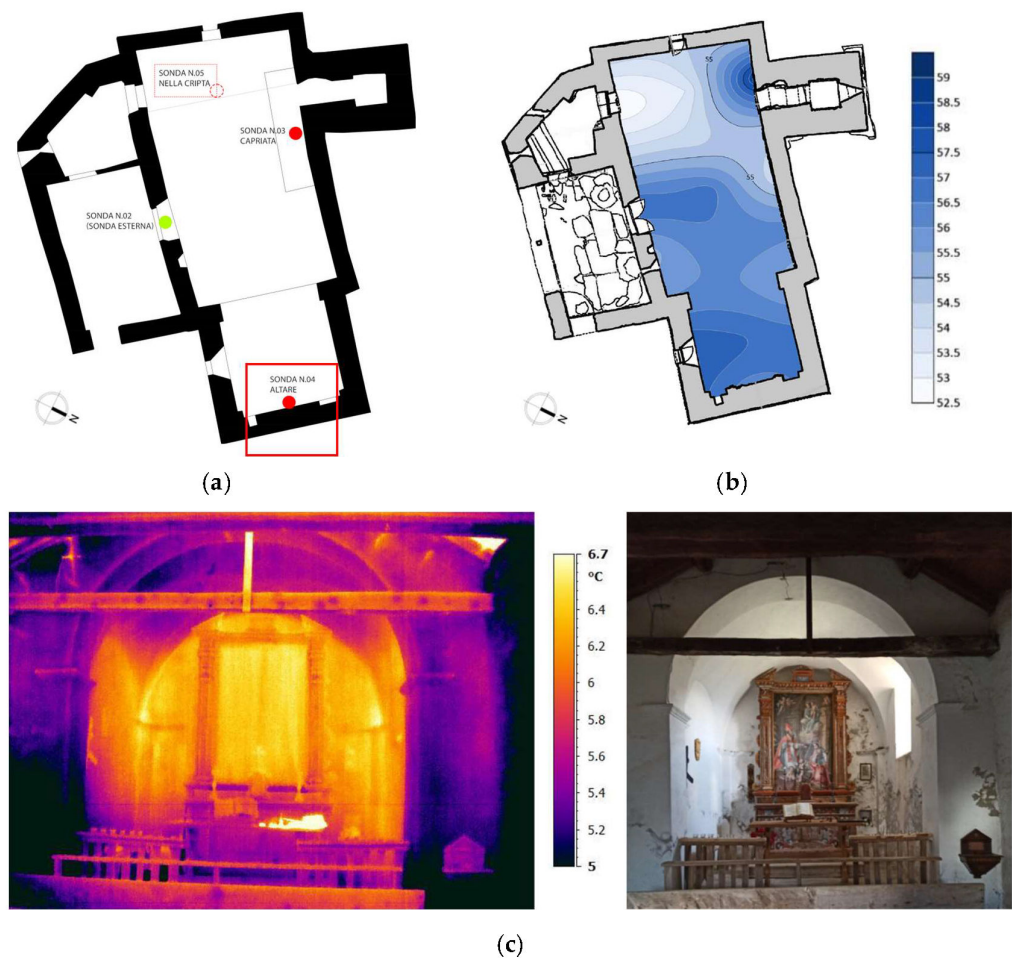 SONDA N.05
NELLA CRIPTA
SONDA N.03
CAPRIATA
SONDA N.02
(SONDA ESTERNA)
SONDA N.04
ALTARE
N
(a)
55
55
N
59
58.5
58
57.5
57
56.5
56
55.5
55
54.5
54
53.5
53
52.5
(b)
6.7
°C
6.4
6.2
6
5.8
5.6
5.4
5.2
5
(c)